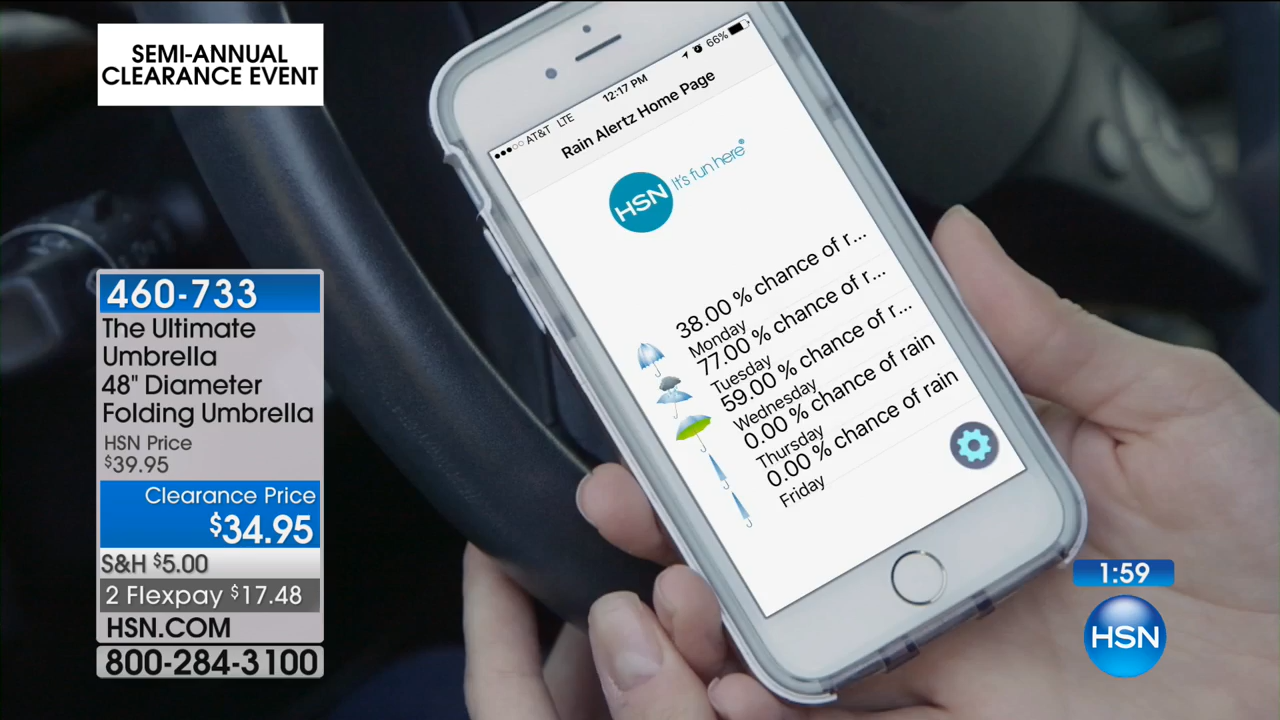 SEMI-ANNUAL
CLEARANCE EVENT
460-733
The Ultimate
Umbrella
48" Diameter
Folding Umbrella
HSN Price
$39.95
Clearance Price
$34.95
S&H $5.00
2 Flexpay $17.48
HSN.COM
800-284-3100
AT&T LTE
12:17 PM
66%
Rain Alertz Home Page
HSN It's fun here®
38.00 % chance of r...
Monday
77.00 % chance of r...
Tuesday
59.00 % chance of r...
Wednesday
0.00 % chance of rain
Thursday
0.00 % chance of rain
Friday
1:59
HSN